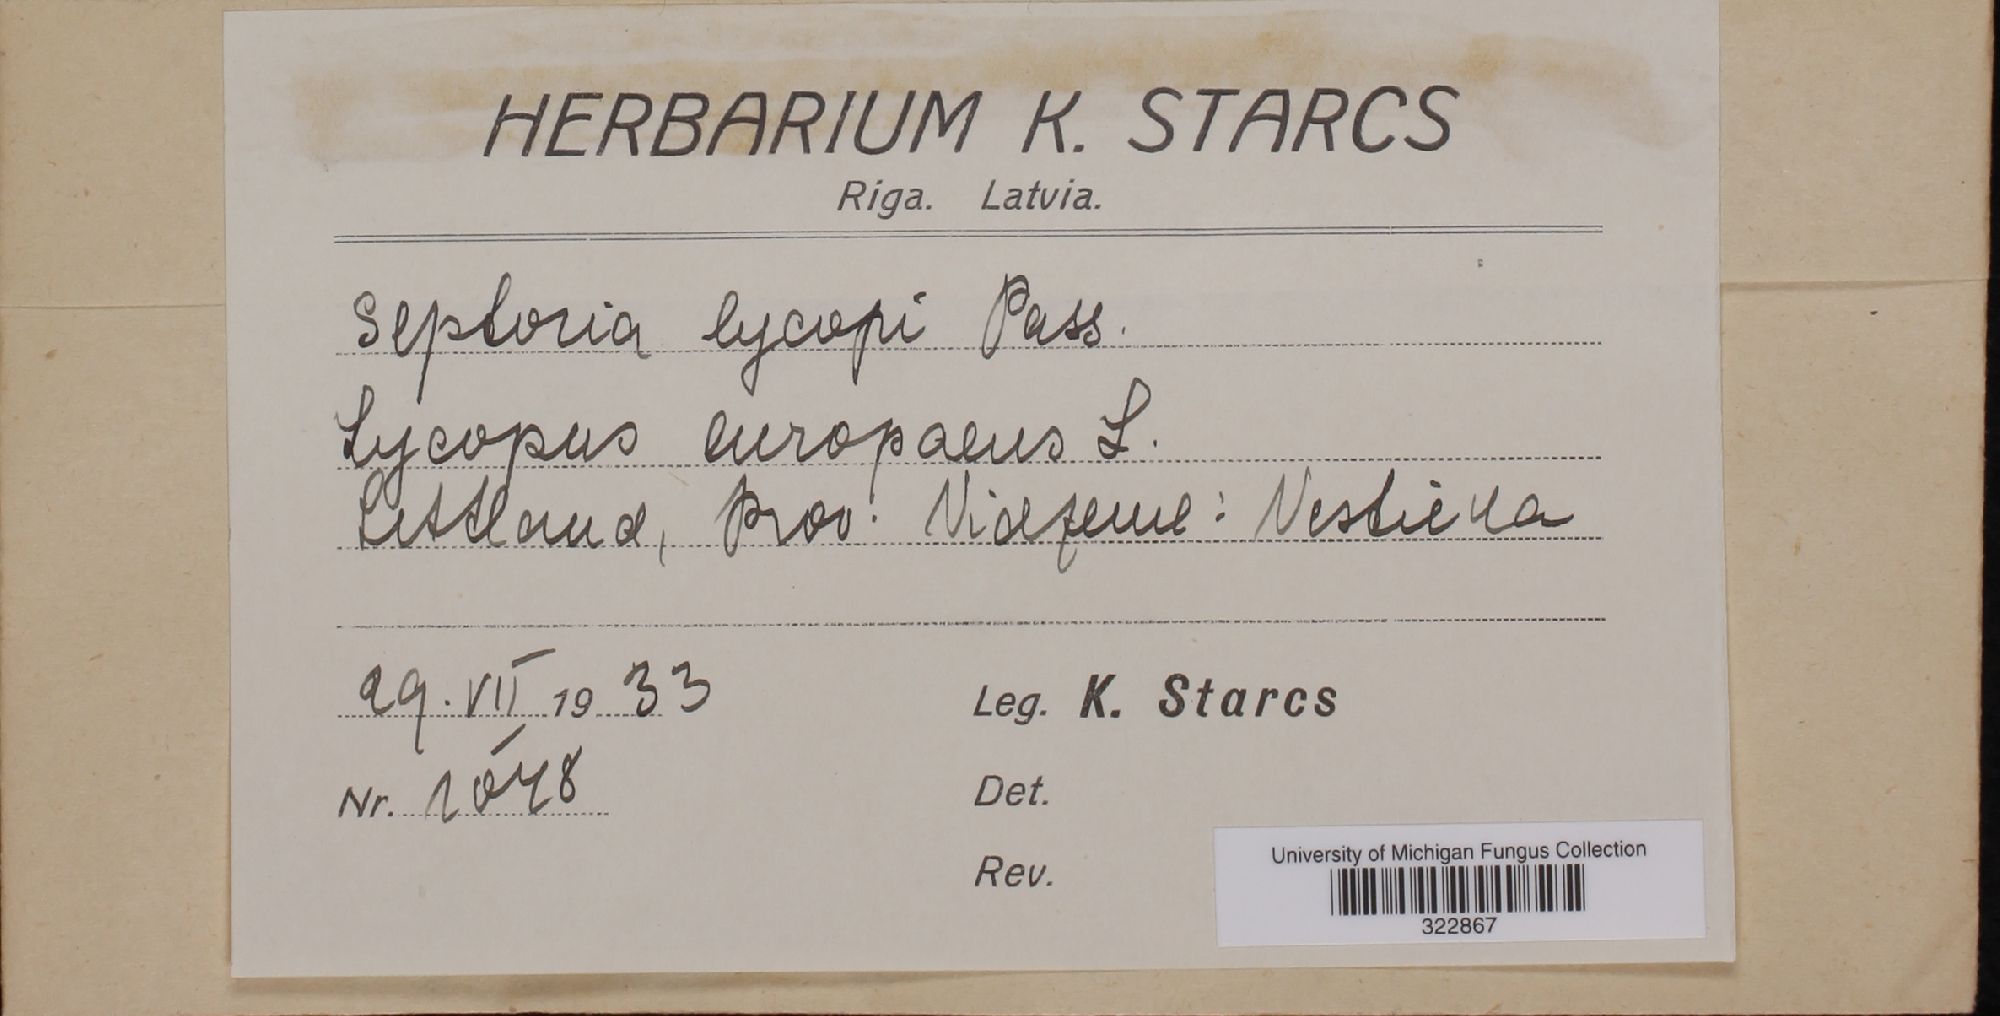 HERBARIUM K. STARCS
Riga. Latvia.
Septoria lycopi Pass.
Lycopus europaeus L.
Lettland, Prov. Vidzeme: Vestiena
29. VII 1933
Leg. K. Starcs
Nr. 1048
Det.
Rev.
University of Michigan Fungus Collection
322867